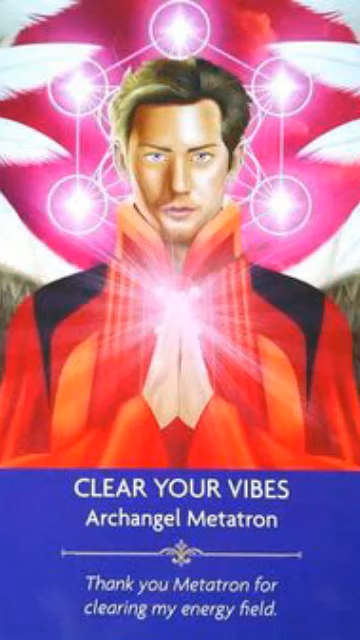 CLEAR YOUR VIBES
Archangel Metatron
Thank you Metatron for
clearing my energy field.